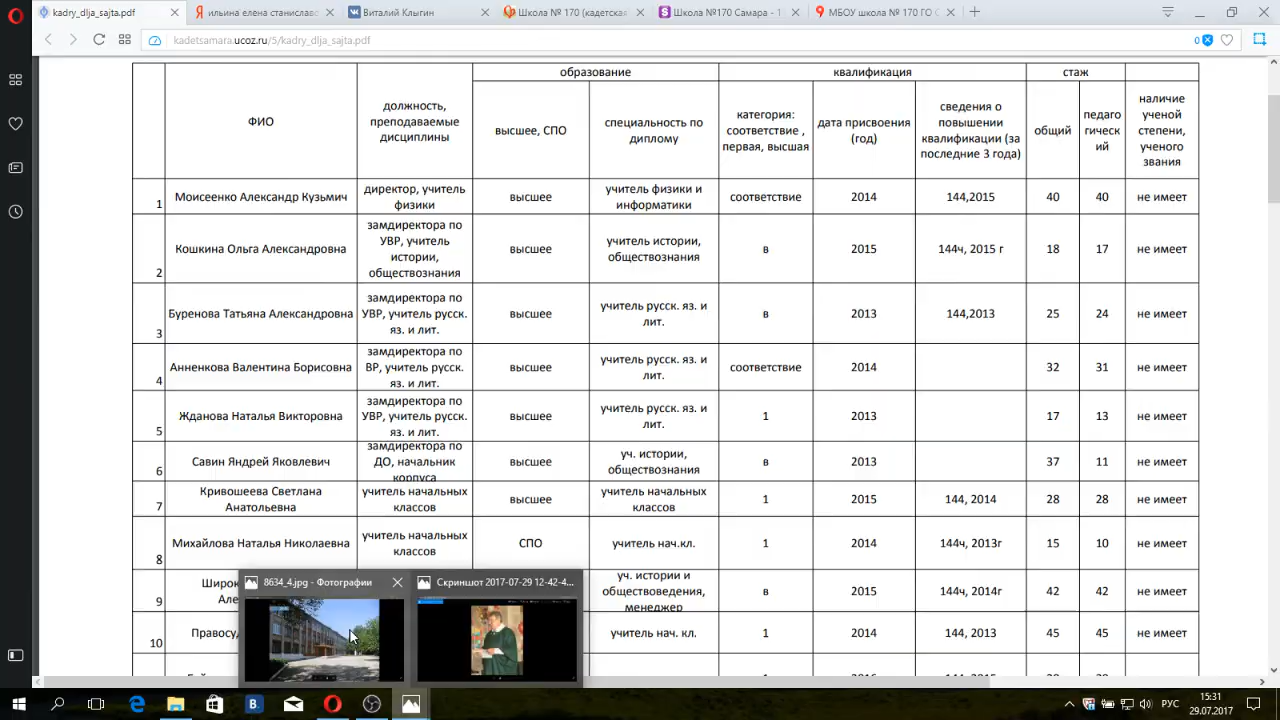 kadry_dlja_sajta.pdf
ильина елена станиславс
Виталий Клыгин
Школа № 170 (кадетская
Школа №170 Самара - 1
МБОУ школа № 170 ГО С
kadetsamara.ucoz.ru/5/kadry_dlja_sajta.pdf
0
образование квалификация стаж
ФИО
должность, преподаваемые дисциплины
высшее, СПО
специальность по диплому
категория: соответствие , первая, высшая
дата присвоения (год)
сведения о повышении квалификации (за последние 3 года)
общий
педагогический
наличие ученой степени, ученого звания
1 Моисеенко Александр Кузьмич директор, учитель физики высшее учитель физики и информатики соответствие 2014 144,2015 40 40 не имеет
2 Кошкина Ольга Александровна замдиректора по УВР, учитель истории, обществознания высшее учитель истории, обществознания в 2015 144ч, 2015 г 18 17 не имеет
3 Буренова Татьяна Александровна замдиректора по УВР, учитель русск. яз. и лит. высшее учитель русск. яз. и лит. в 2013 144,2013 25 24 не имеет
4 Анненкова Валентина Борисовна замдиректора по ВР, учитель русск. яз. и лит. высшее учитель русск. яз. и лит. соответствие 2014 32 31 не имеет
5 Жданова Наталья Викторовна замдиректора по УВР, учитель русск. яз. и лит. высшее учитель русск. яз. и лит. 1 2013 17 13 не имеет
6 Савин Яндрей Яковлевич замдиректора по ДО, начальник корпуса высшее уч. истории, обществознания в 2013 37 11 не имеет
7 Кривошеева Светлана Анатольевна учитель начальных классов высшее учитель начальных классов 1 2015 144, 2014 28 28 не имеет
8 Михайлова Наталья Николаевна учитель начальных классов СПО учитель нач.кл. 1 2014 144ч, 2013г 15 10 не имеет
9 Широк Але уч. истории и обществоведения, менеджер в 2015 144ч, 2014г 42 42 не имеет
10 Правосуд учитель нач. кл. 1 2014 144, 2013 45 45 не имеет
8634_4.jpg - Фотографии
Скриншот 2017-07-29 12-42-4...
B.
РУС
15:31
29.07.2017